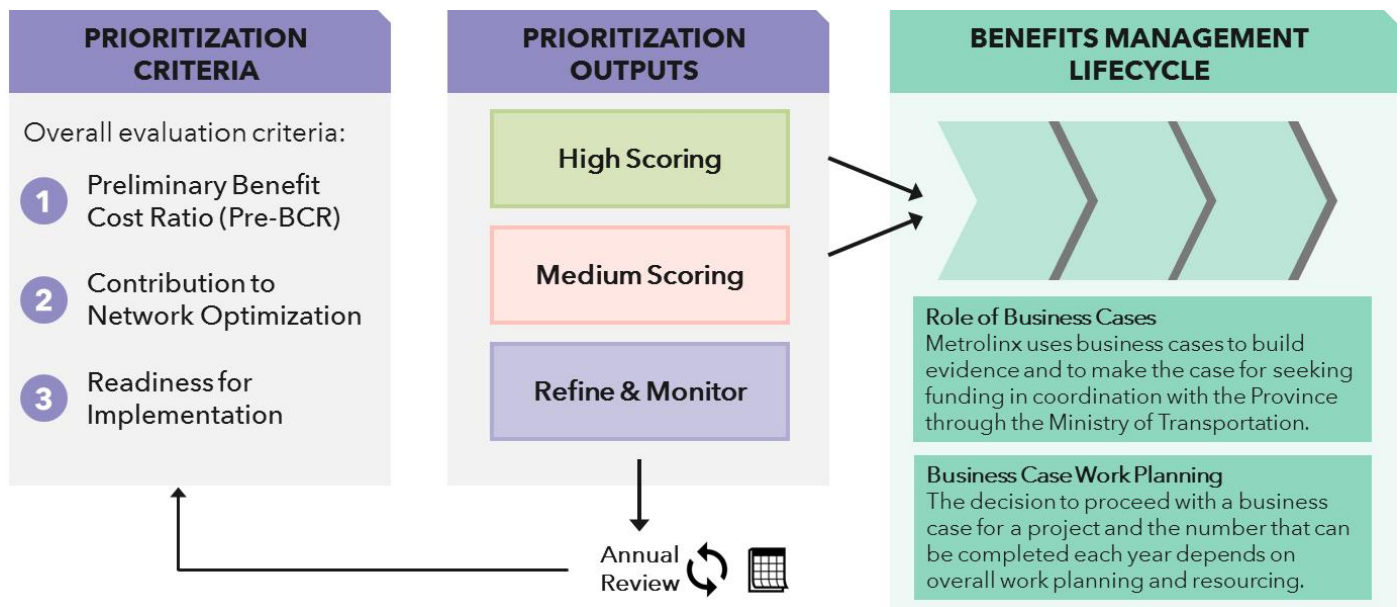 PRIORITIZATION
CRITERIA
Overall evaluation criteria:
1
Preliminary Benefit
Cost Ratio (Pre-BCR)
2
Contribution to
Network Optimization
3
Readiness for
Implementation
PRIORITIZATION
OUTPUTS
High Scoring
Medium Scoring
Refine & Monitor
Annual
Review
BENEFITS MANAGEMENT
LIFECYCLE
Role of Business Cases
Metrolinx uses business cases to build
evidence and to make the case for seeking
funding in coordination with the Province
through the Ministry of Transportation.
Business Case Work Planning
The decision to proceed with a business
case for a project and the number that can
be completed each year depends on
overall work planning and resourcing.